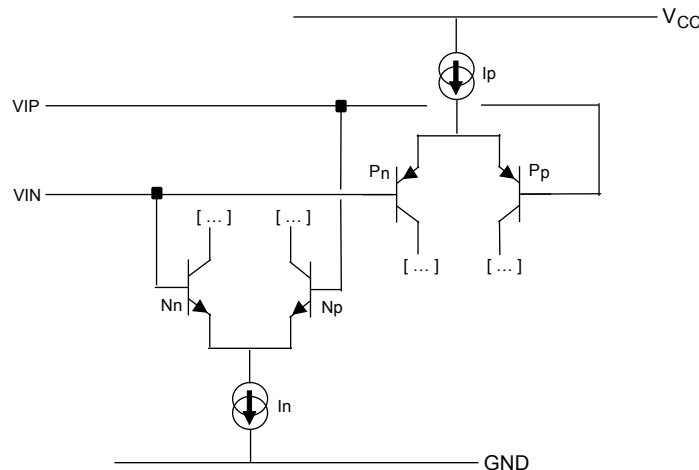 VCC
Ip
VIP
Pn
Pp
VIN
[ ... ]
[ ... ]
[ ... ]
[ ... ]
Nn
Np
In
GND